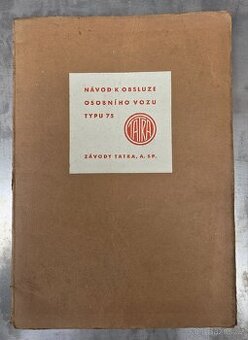 NÁVOD K OBSLUZE
OSOBNÍHO VOZU
TYPU 75
TATRA
ZÁVODY TATRA, A. SP.